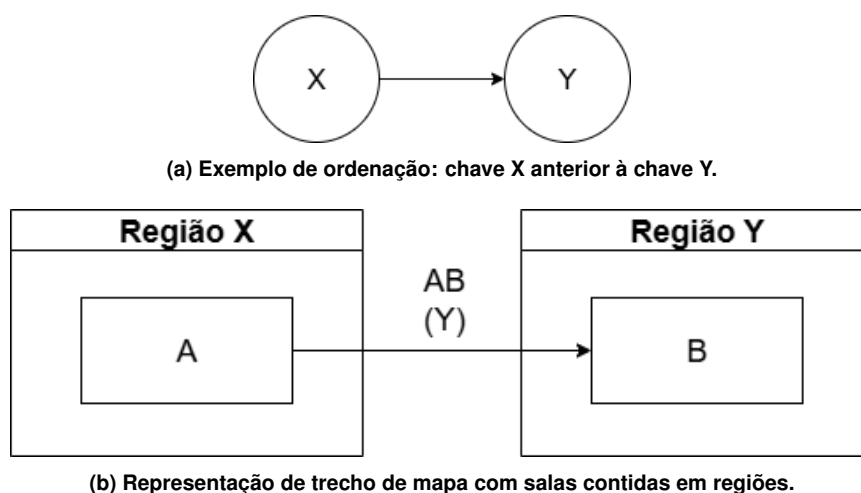 X
Y
(a) Exemplo de ordenação: chave X anterior à chave Y.
Região X
Região Y
AB
(Y)
A
B
(b) Representação de trecho de mapa com salas contidas em regiões.